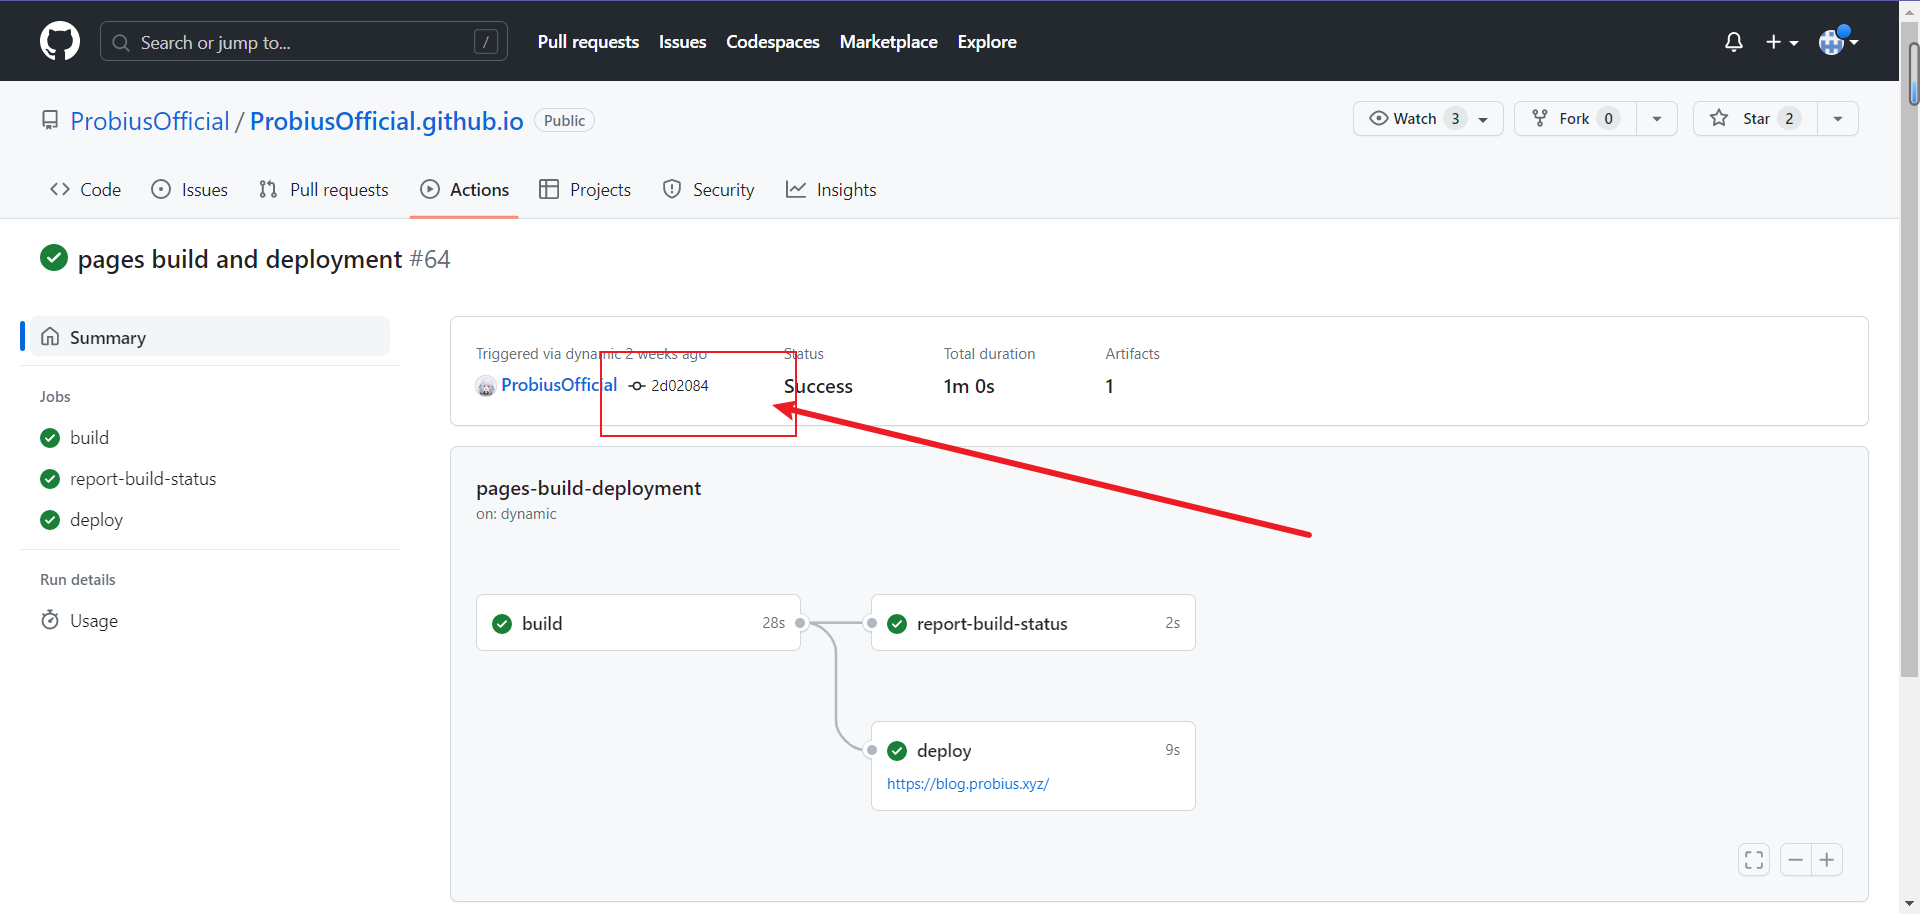 Search or jump to... /
Pull requests Issues Codespaces Marketplace Explore
ProbiusOfficial / ProbiusOfficial.github.io Public
Watch 3 Fork 0 Star 2
Code Issues Pull requests Actions Projects Security Insights
pages build and deployment #64
Summary
Jobs
build
report-build-status
deploy
Run details
Usage
Triggered via dynamic 2 weeks ago
ProbiusOfficial 2d02084
Status
Success
Total duration
1m 0s
Artifacts
1
pages-build-deployment
on: dynamic
build 28s
report-build-status 2s
deploy 9s
https://blog.probius.xyz/